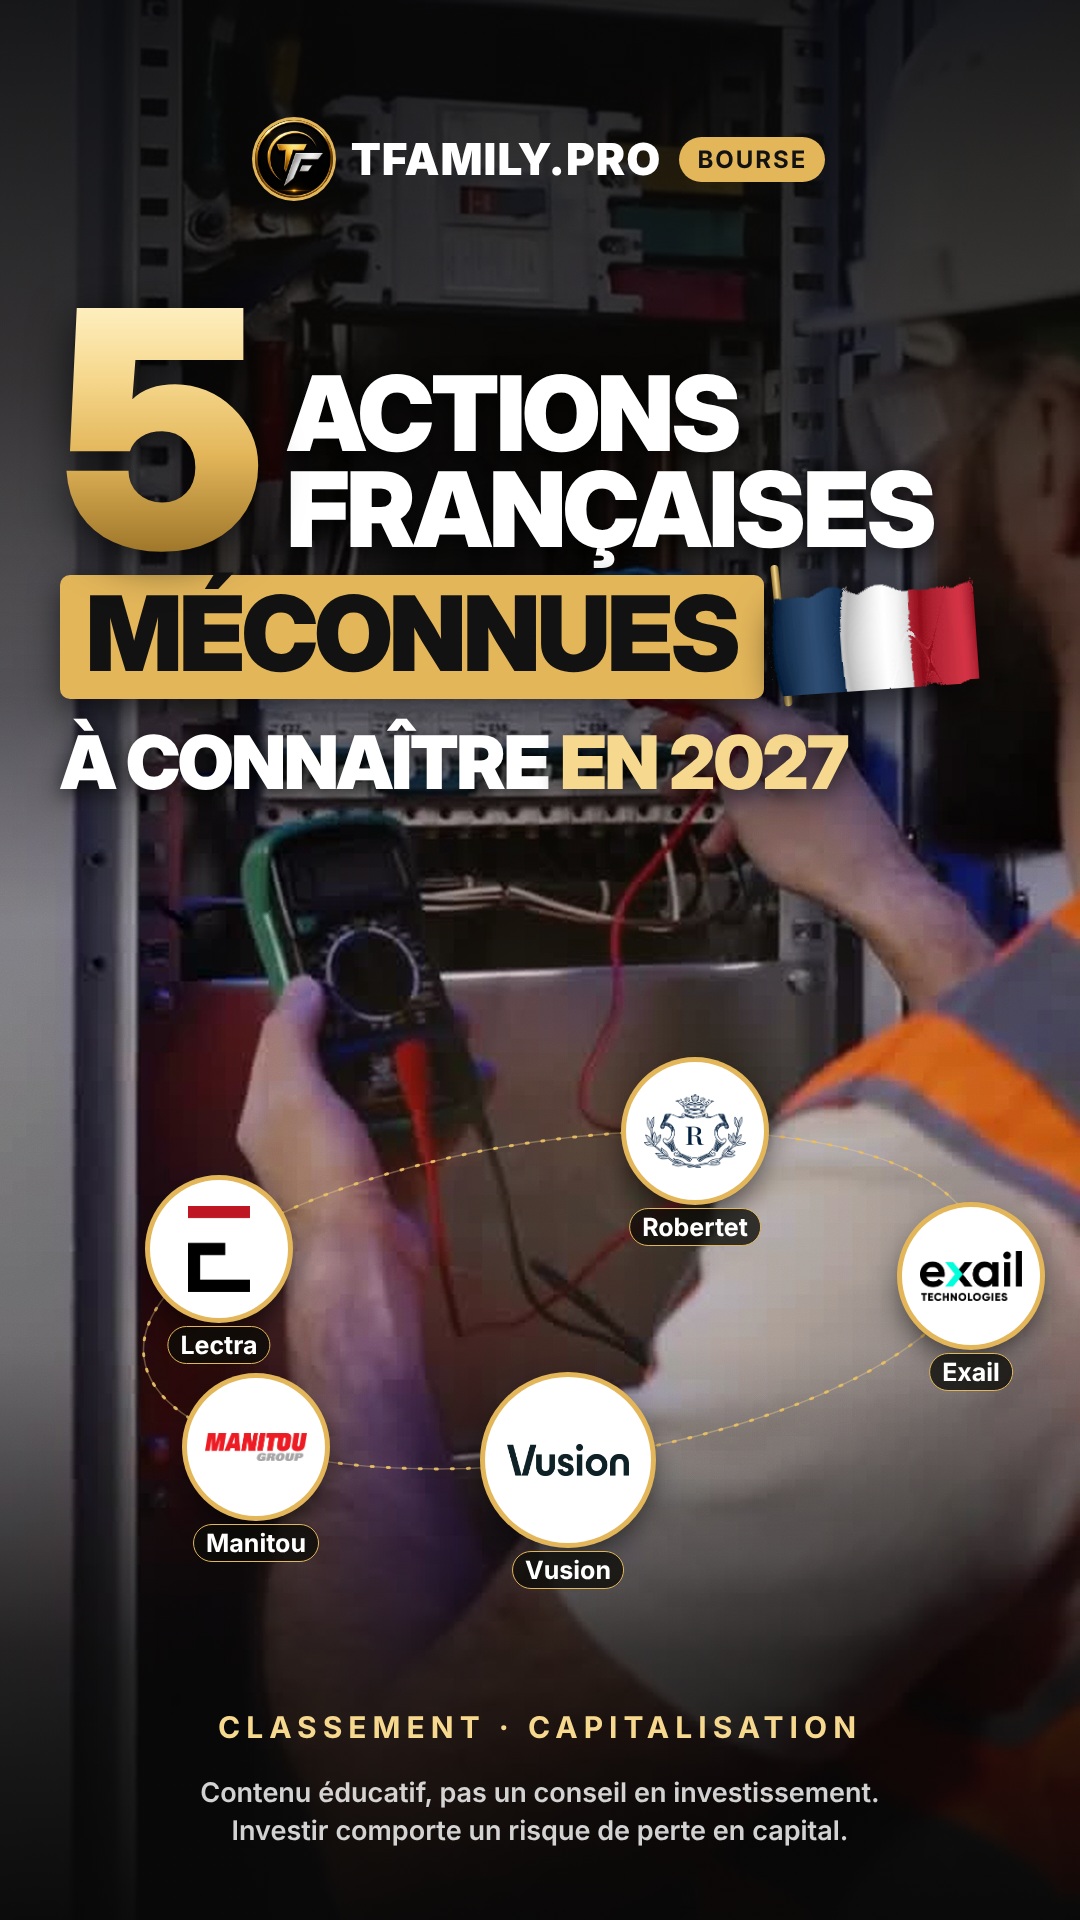 TF TFAMILY.PRO BOURSE
5 ACTIONS
FRANÇAISES
MÉCONNUES
À CONNAÎTRE EN 2027
R
Robertet
Lectra
exail
TECHNOLOGIES
Exail
MANITOU
GROUP
Manitou
Vusion
Vusion
CLASSEMENT · CAPITALISATION
Contenu éducatif, pas un conseil en investissement.
Investir comporte un risque de perte en capital.